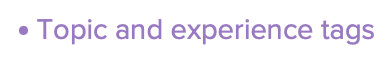 • Topic and experience tags